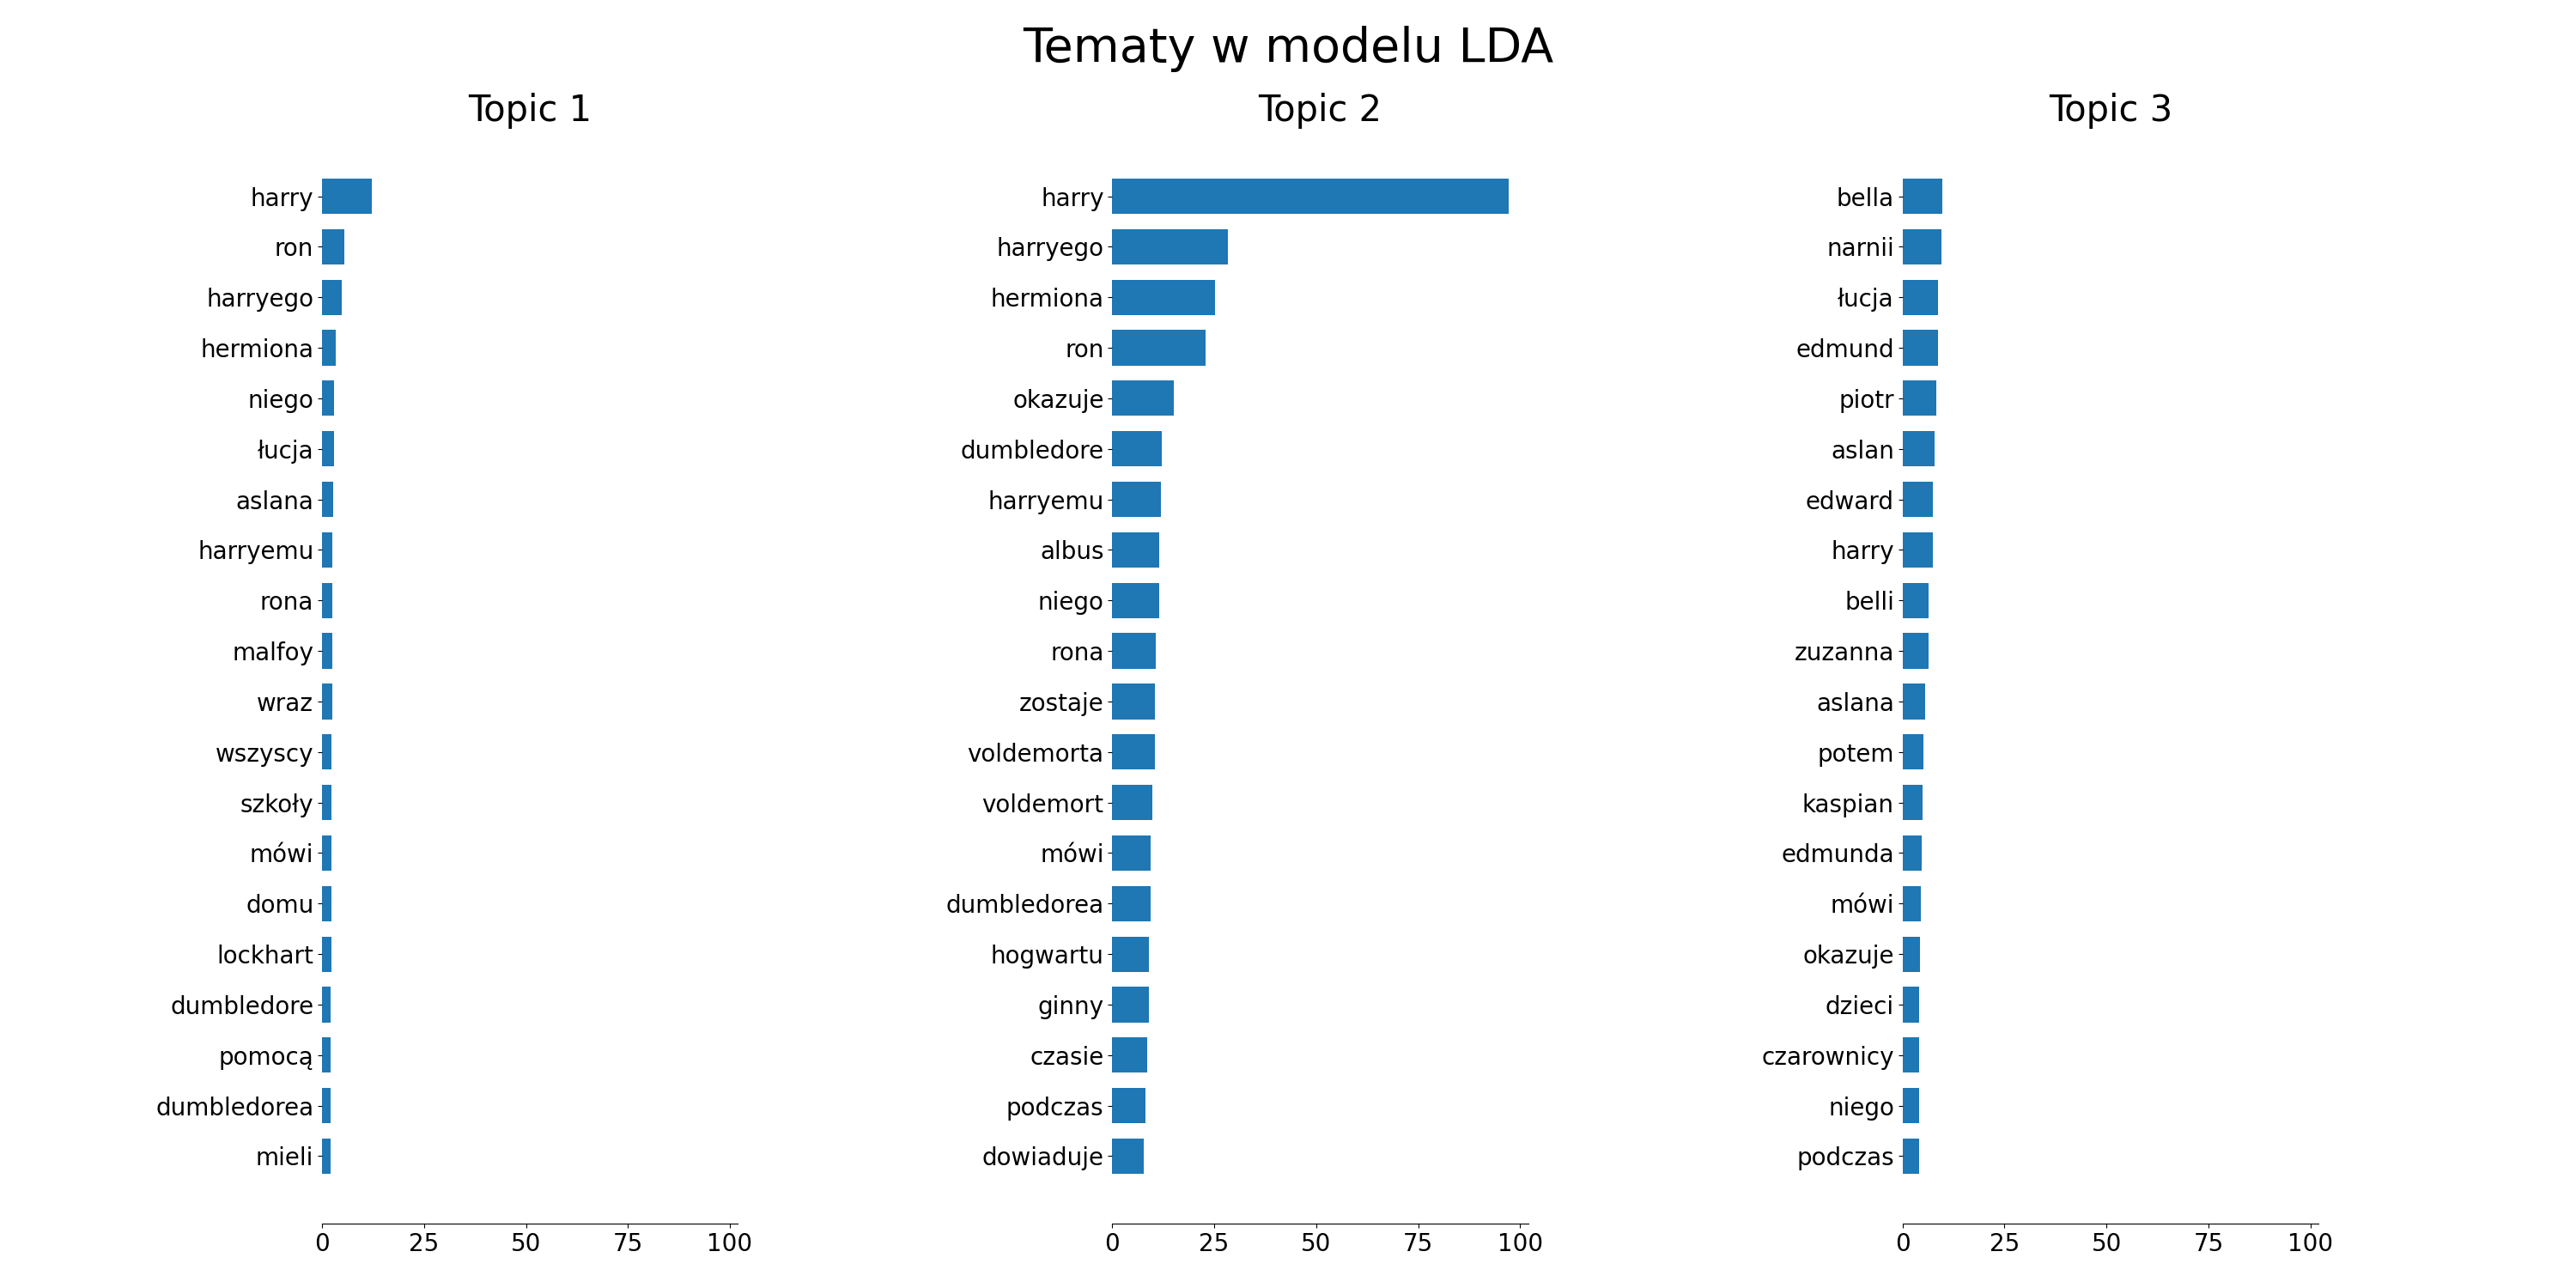 Tematy w modelu LDA
Topic 1
harry
ron
harryego
hermiona
niego
łucja
aslana
harryemu
rona
malfoy
wraz
wszyscy
szkoły
mówi
domu
lockhart
dumbledore
pomocą
dumbledorea
mieli
0 25 50 75 100
Topic 2
harry
harryego
hermiona
ron
okazuje
dumbledore
harryemu
albus
niego
rona
zostaje
voldemorta
voldemort
mówi
dumbledorea
hogwartu
ginny
czasie
podczas
dowiaduje
0 25 50 75 100
Topic 3
bella
narnii
łucja
edmund
piotr
aslan
edward
harry
belli
zuzanna
aslana
potem
kaspian
edmunda
mówi
okazuje
dzieci
czarownicy
niego
podczas
0 25 50 75 100